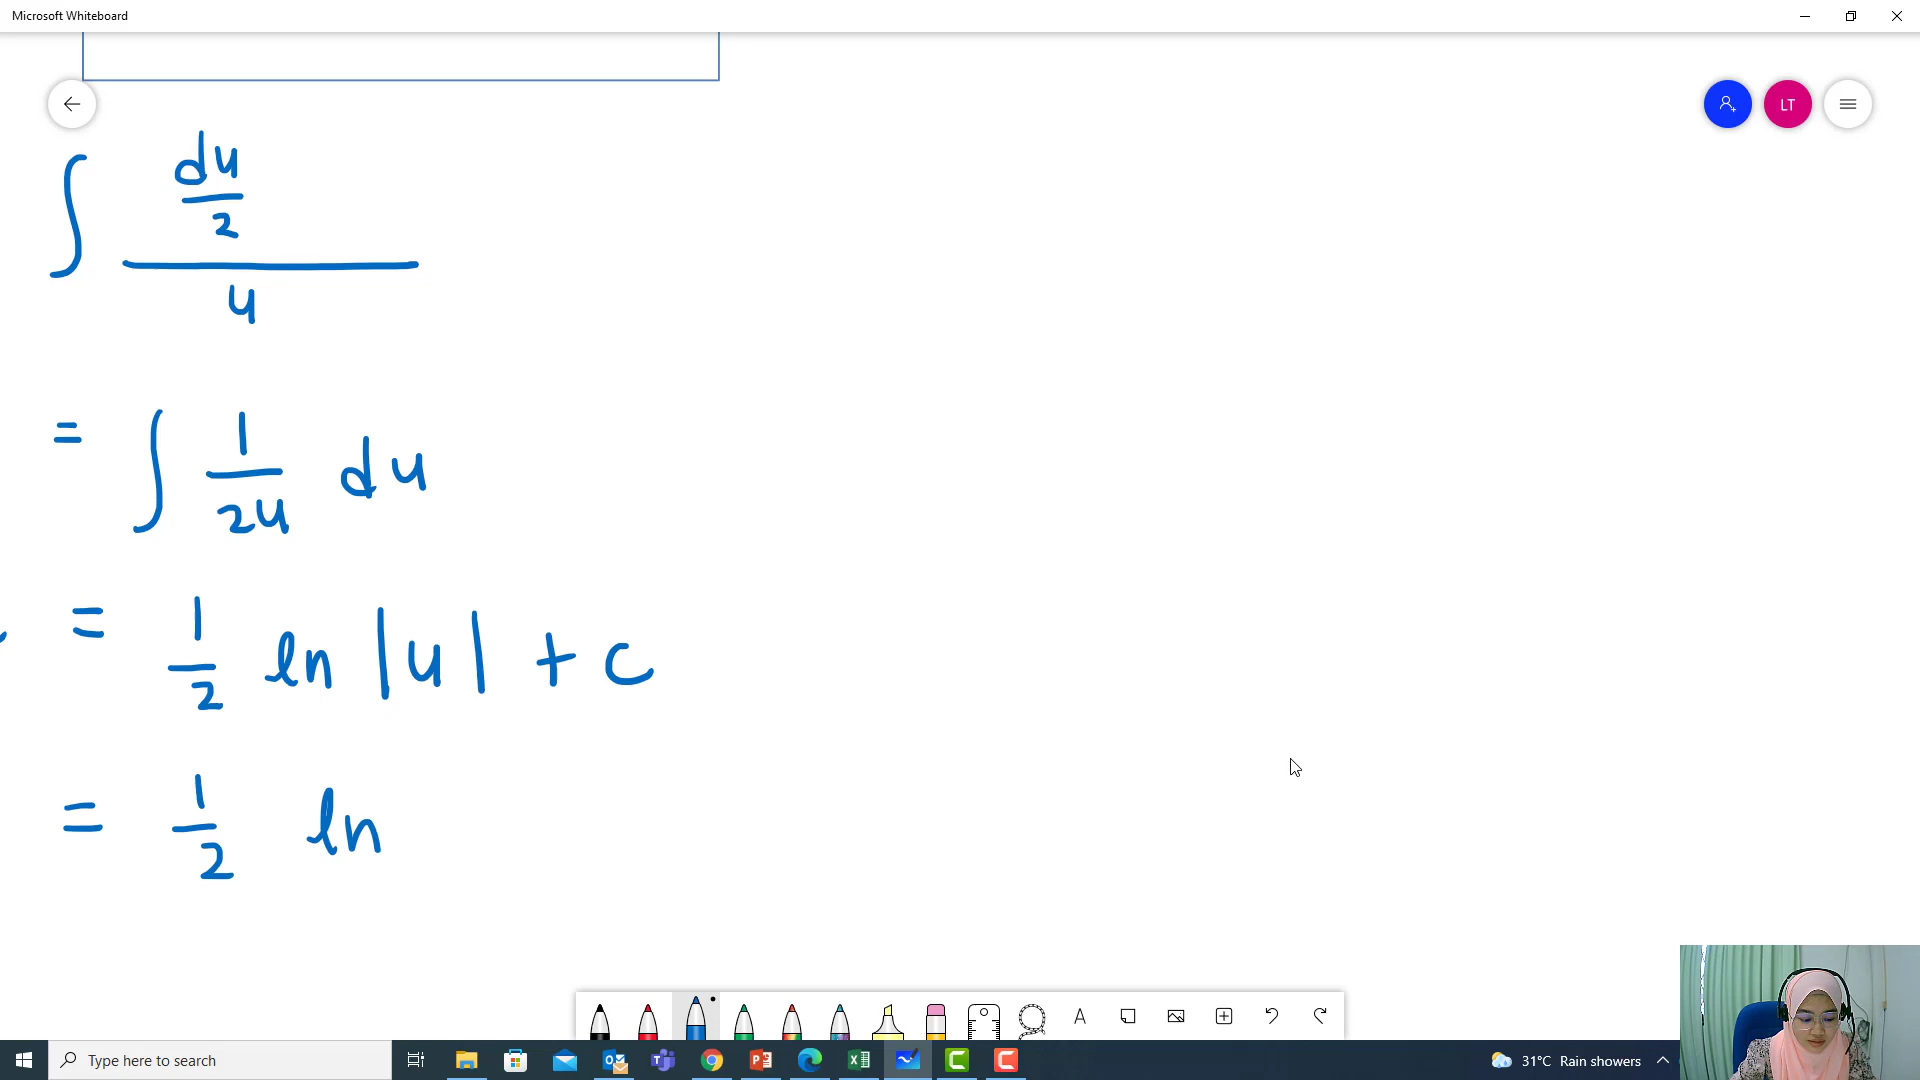 Microsoft Whiteboard
LT
∫ (du/2)/u
= ∫ 1/2u du
= 1/2 ln |u| + c
= 1/2 ln
A
Type here to search
31°C Rain showers